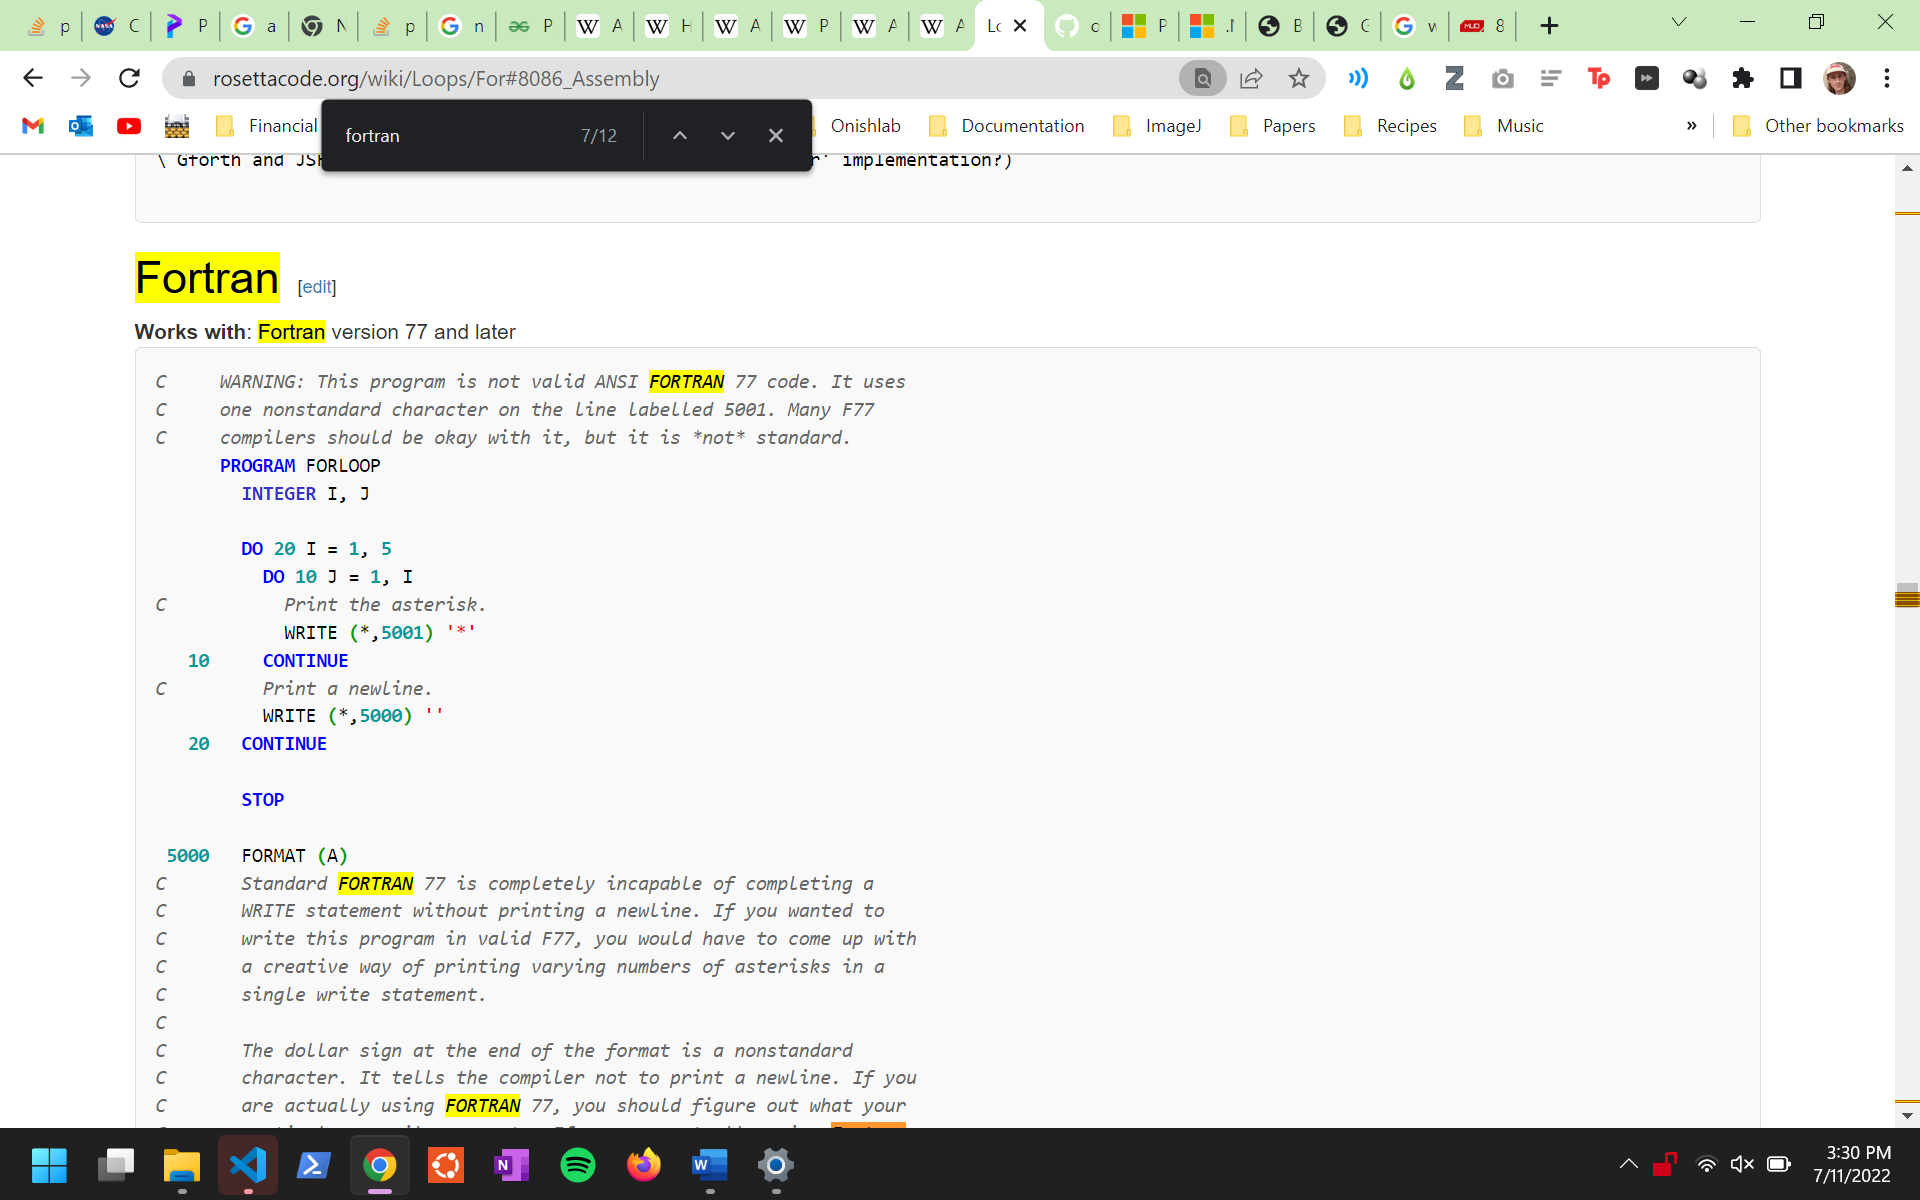 p
C
P
a
N
p
n
P
A
H
A
P
A
A
Lo
o
P
.N
B
G
w
MUO 8
rosettacode.org/wiki/Loops/For#8086_Assembly
Financial
Onishlab
Documentation
ImageJ
Papers
Recipes
Music
»
Other bookmarks
fortran 7/12
\ Gforth and JSF r' implementation?)
Fortran [edit]
Works with: Fortran version 77 and later
C     WARNING: This program is not valid ANSI FORTRAN 77 code. It uses
C     one nonstandard character on the line labelled 5001. Many F77
C     compilers should be okay with it, but it is *not* standard.
      PROGRAM FORLOOP
        INTEGER I, J
        DO 20 I = 1, 5
          DO 10 J = 1, I
C           Print the asterisk.
            WRITE (*,5001) '*'
   10     CONTINUE
C         Print a newline.
          WRITE (*,5000) ''
   20   CONTINUE
        STOP
 5000   FORMAT (A)
C       Standard FORTRAN 77 is completely incapable of completing a
C       WRITE statement without printing a newline. If you wanted to
C       write this program in valid F77, you would have to come up with
C       a creative way of printing varying numbers of asterisks in a
C       single write statement.
C
C       The dollar sign at the end of the format is a nonstandard
C       character. It tells the compiler not to print a newline. If you
C       are actually using FORTRAN 77, you should figure out what your
3:30 PM
7/11/2022